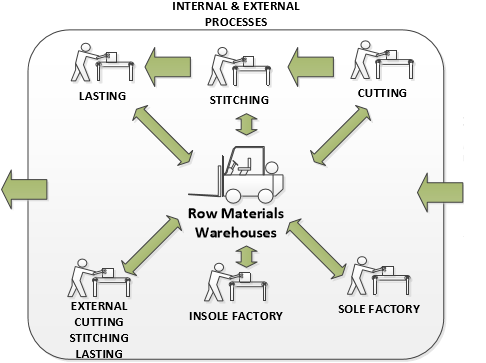 INTERNAL & EXTERNAL
PROCESSES
LASTING
STITCHING
CUTTING
Row Materials
Warehouses
EXTERNAL
CUTTING
STITCHING
LASTING
INSOLE FACTORY
SOLE FACTORY